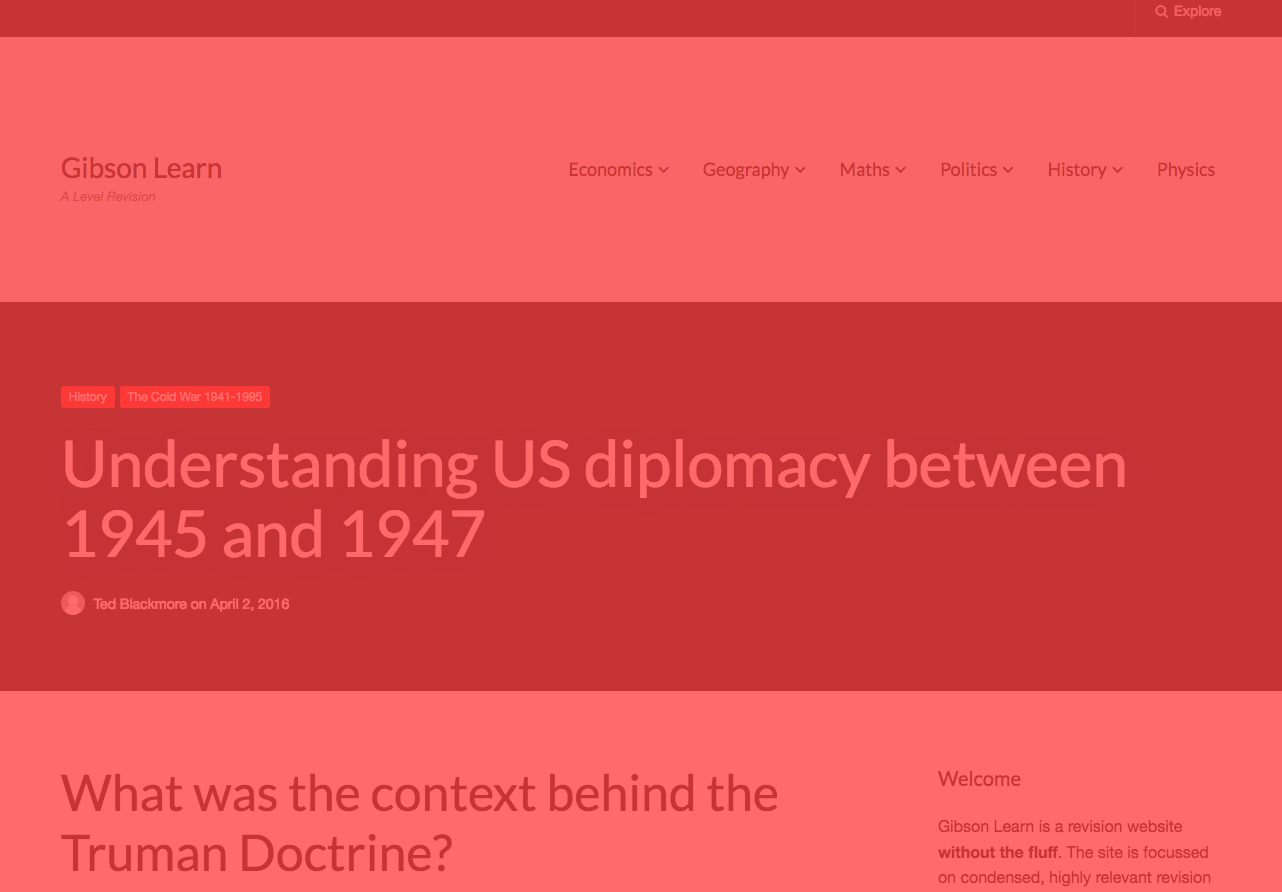 Explore
Gibson Learn
A Level Revision
Economics Geography Maths Politics History Physics
History The Cold War 1941-1995
Understanding US diplomacy between
1945 and 1947
Ted Blackmore on April 2, 2016
What was the context behind the
Truman Doctrine?
Welcome
Gibson Learn is a revision website
without the fluff. The site is focussed
on condensed, highly relevant revision